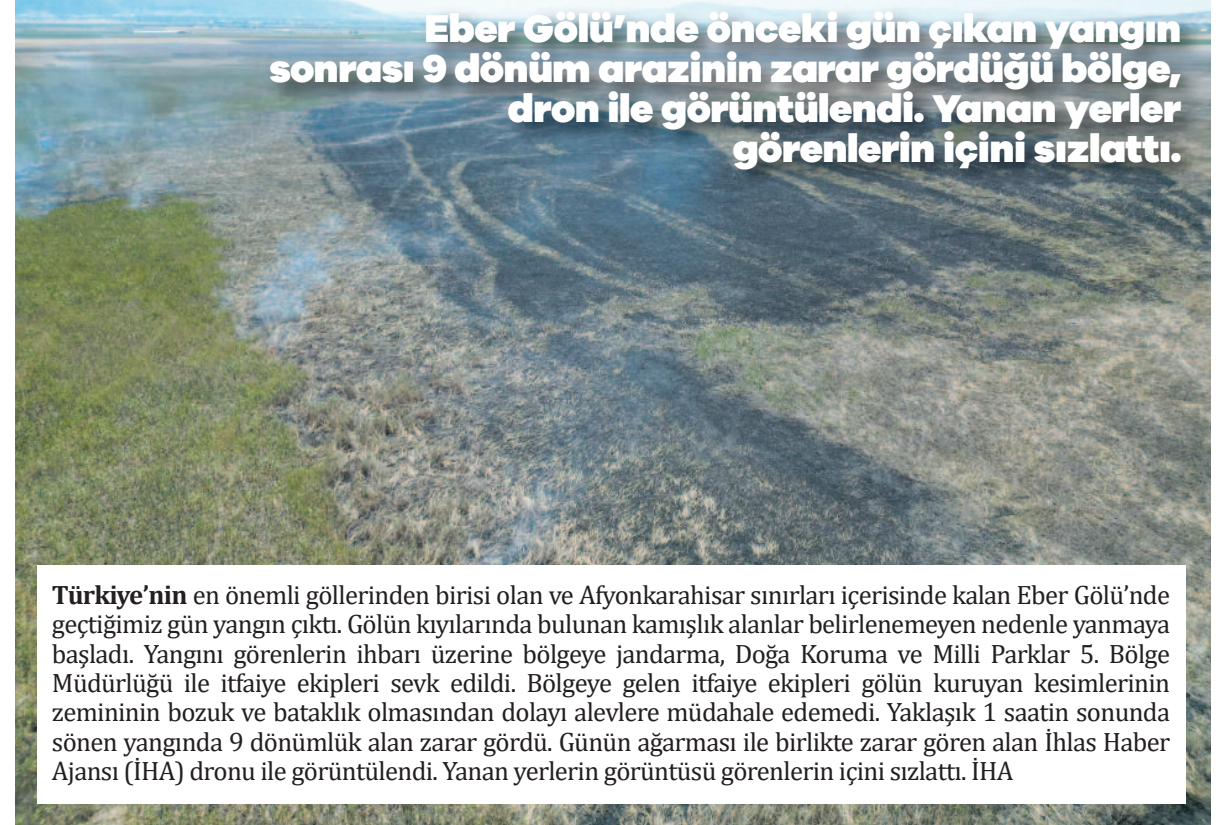 Eber Gölü’nde önceki gün çıkan yangın
sonrası 9 dönüm arazinin zarar gördüğü bölge,
dron ile görüntülendi. Yanan yerler
görenlerin içini sızlattı.
Türkiye’nin en önemli göllerinden birisi olan ve Afyonkarahisar sınırları içerisinde kalan Eber Gölü’nde
geçtiğimiz gün yangın çıktı. Gölün kıyılarında bulunan kamışlık alanlar belirlenemeyen nedenle yanmaya
başladı. Yangını görenlerin ihbarı üzerine bölgeye jandarma, Doğa Koruma ve Milli Parklar 5. Bölge
Müdürlüğü ile itfaiye ekipleri sevk edildi. Bölgeye gelen itfaiye ekipleri gölün kuruyan kesimlerinin
zemininin bozuk ve bataklık olmasından dolayı alevlere müdahale edemedi. Yaklaşık 1 saatin sonunda
sönen yangında 9 dönümlük alan zarar gördü. Günün ağarması ile birlikte zarar gören alan İhlas Haber
Ajansı (İHA) dronu ile görüntülendi. Yanan yerlerin görüntüsü görenlerin içini sızlattı. İHA